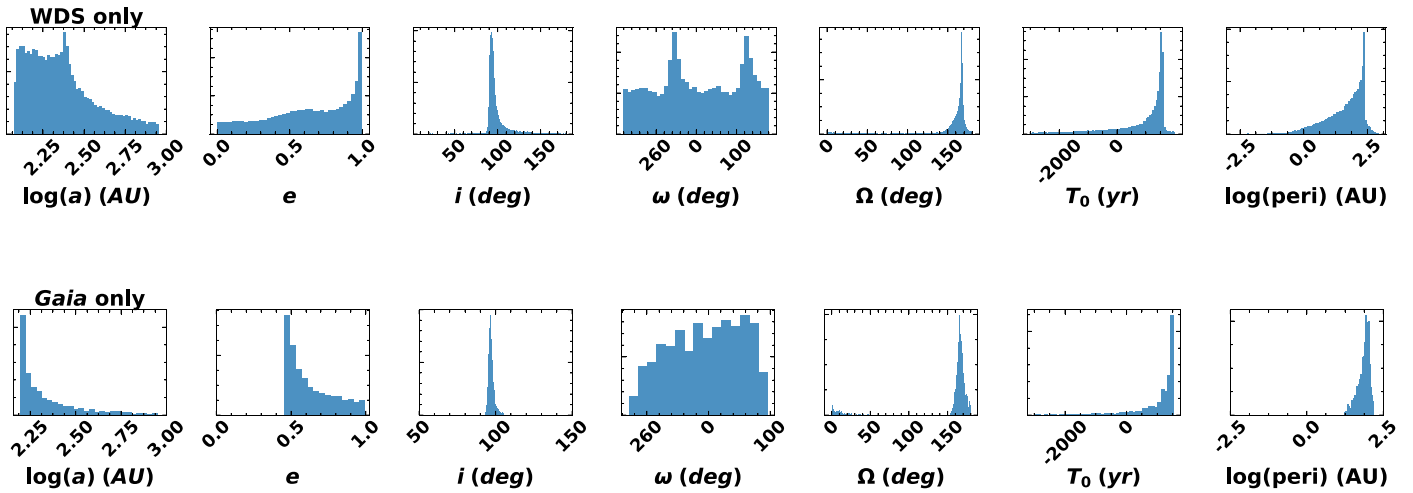 WDS only
2.25 2.50 2.75 3.00 0.0 0.5 1.0 50 100 150 260 0 100 0 50 100 150 -2000 0 -2.5 0.0 2.5
log(a) (AU) e i (deg) ω (deg) Ω (deg) T₀ (yr) log(peri) (AU)
Gaia only
2.25 2.50 2.75 3.00 0.0 0.5 1.0 50 100 150 260 0 100 0 50 100 150 -2000 0 -2.5 0.0 2.5
log(a) (AU) e i (deg) ω (deg) Ω (deg) T₀ (yr) log(peri) (AU)